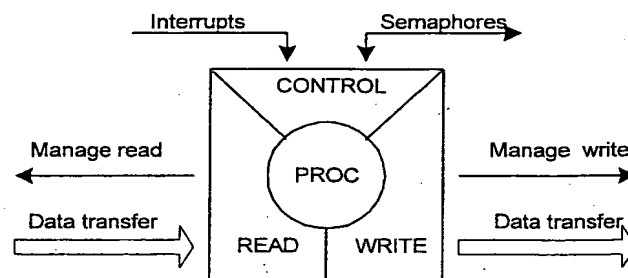 Interrupts Semaphores
CONTROL
Manage read PROC Manage write
Data transfer READ WRITE Data transfer